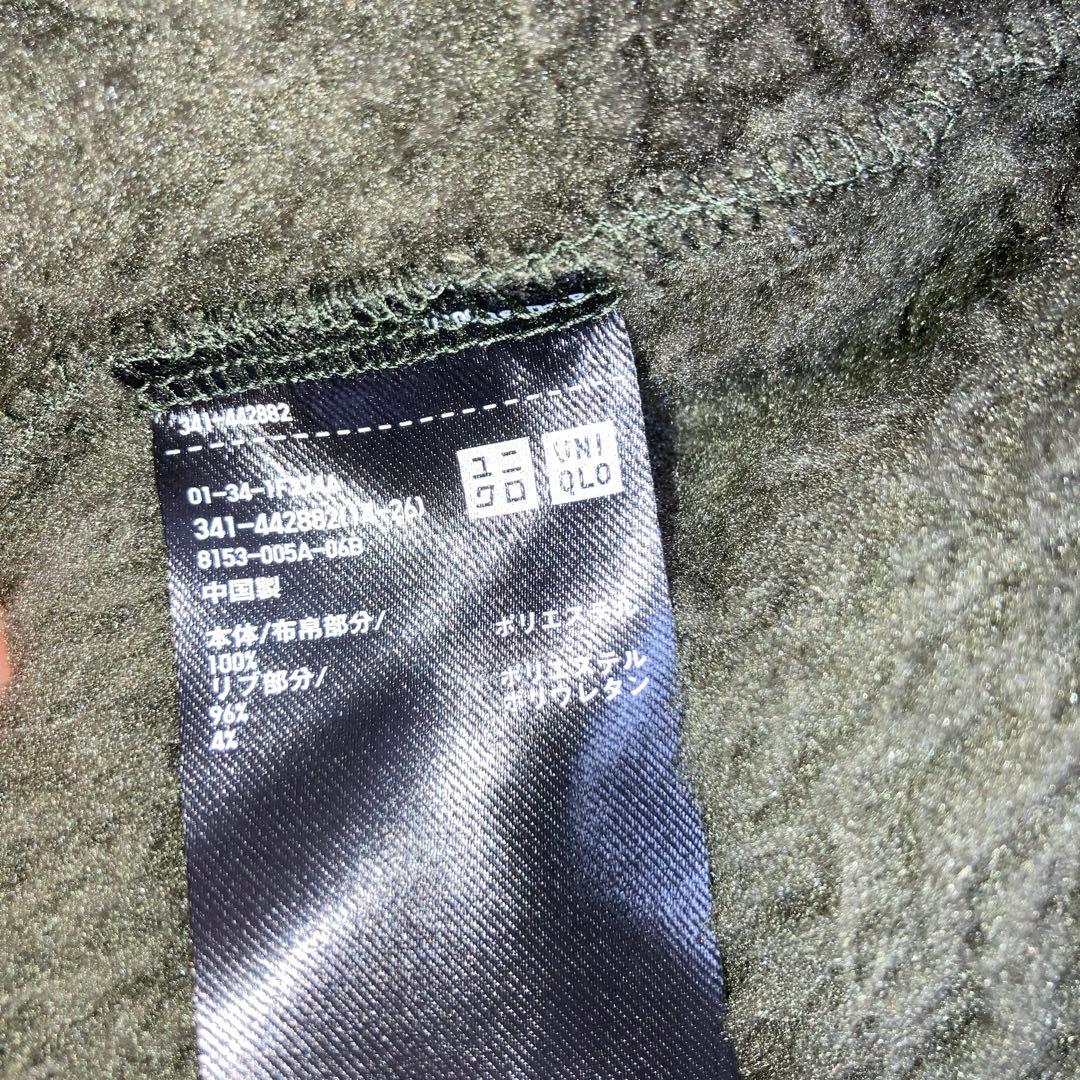 341-442882
ユニ
クロ
UNI
QLO
01-34-
341-442882
8153-005A-06B
中国製
本体/布帛部分/
ポリエステル
100%
リブ部分/
ポリエステル
96%
ポリウレタン
4%